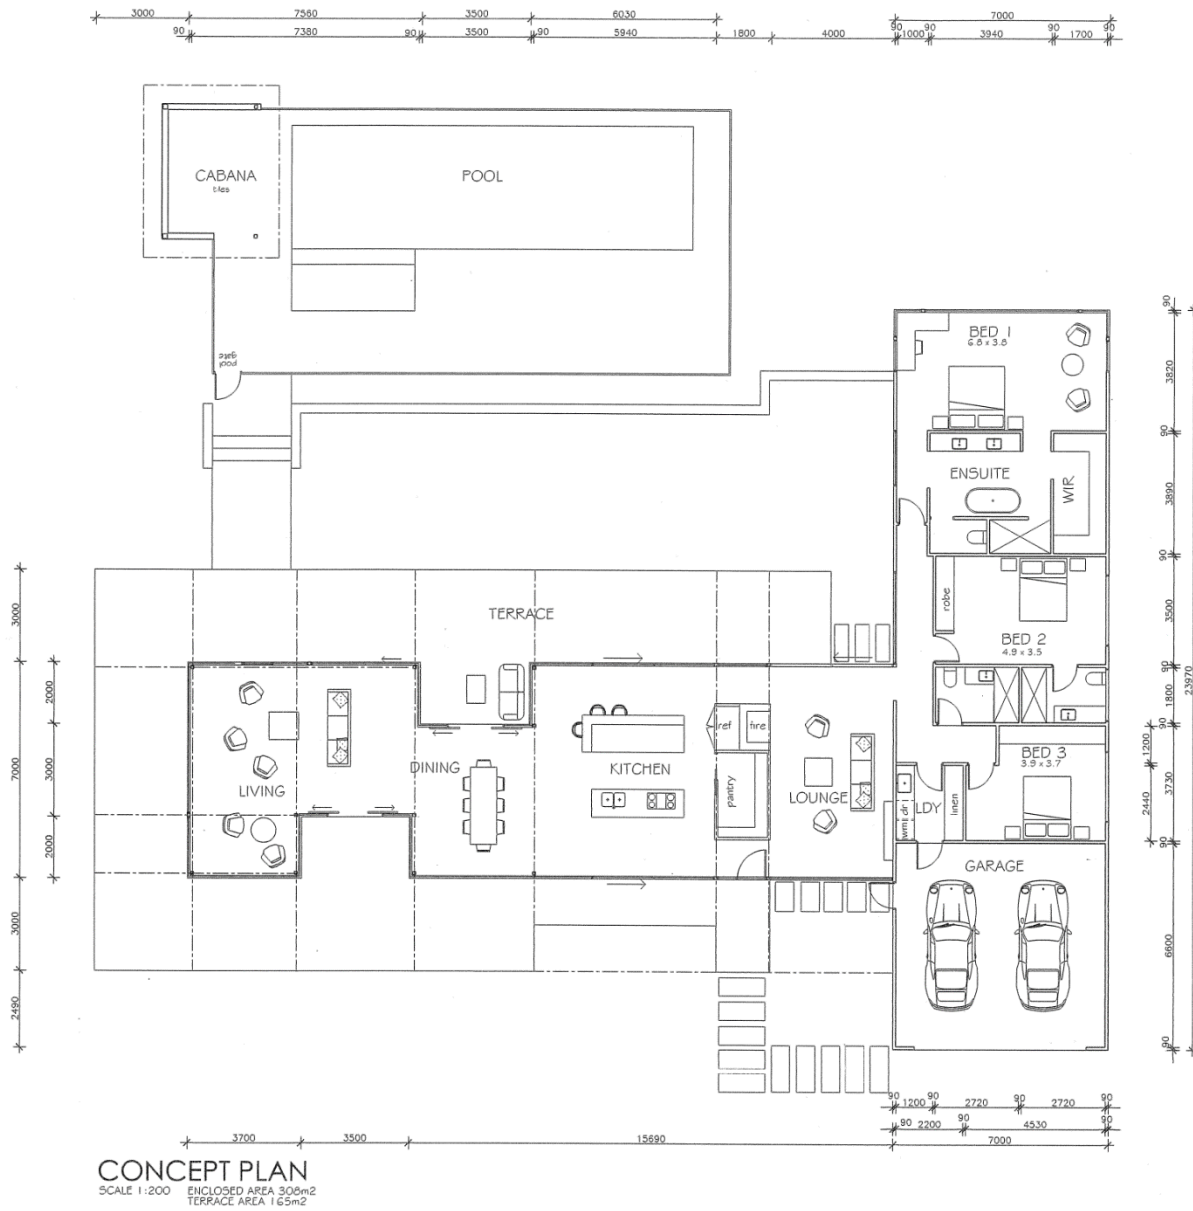 3000 7560 3500 6030 7000
90 7380 90 3500 90 5940 1800 4000 90 1000 90 3940 90 1700 90
CABANA
tiles
POOL
pool
gate
BED 1
6.8 x 3.8
ENSUITE
WIR
TERRACE
robe
BED 2
4.9 x 3.5
LIVING
DINING
KITCHEN
ref
fire
pantry
LOUNGE
BED 3
3.9 x 3.7
wm
dr
LDY
linen
GARAGE
3000
7000
3000
2490
2000
3000
2000
90
3820
90
3890
90
3500
90
1800
90
3730
90
6600
90
1200
2440
23970
90 1200 90 2720 90 2720 90
90 2200 90 4530 90
3700 3500 15690 7000
CONCEPT PLAN
SCALE 1:200 ENCLOSED AREA 308m2
TERRACE AREA 165m2